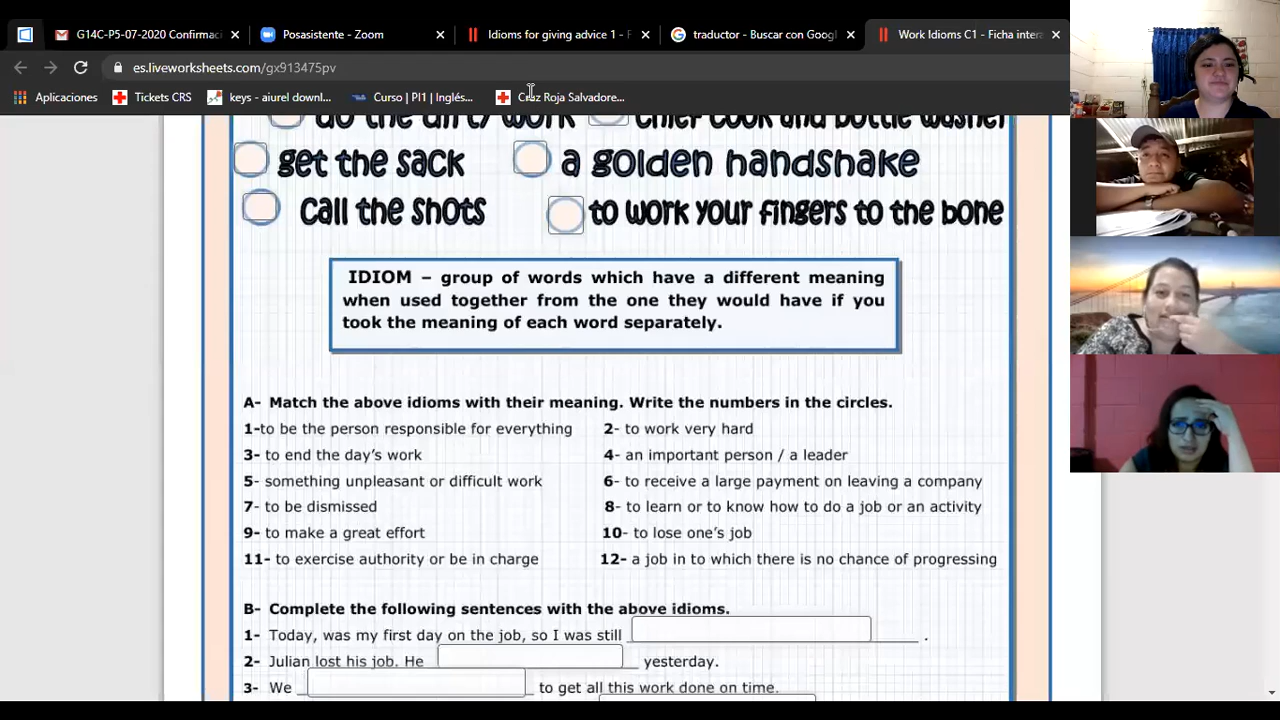 G14C-P5-07-2020 Confirmaci
Posasistente - Zoom
Idioms for giving advice 1 - F
traductor - Buscar con Googl
Work Idioms C1 - Ficha inter
es.liveworksheets.com/gx913475pv
Aplicaciones
Tickets CRS
keys - aiurel downl...
Curso | PI1 | Inglés...
Cruz Roja Salvadore...
do the dirty work
chief cook and bottle washer
get the sack
a golden handshake
call the shots
to work your fingers to the bone
IDIOM – group of words which have a different meaning
when used together from the one they would have if you
took the meaning of each word separately.
A- Match the above idioms with their meaning. Write the numbers in the circles.
1-to be the person responsible for everything
2- to work very hard
3- to end the day's work
4- an important person / a leader
5- something unpleasant or difficult work
6- to receive a large payment on leaving a company
7- to be dismissed
8- to learn or to know how to do a job or an activity
9- to make a great effort
10- to lose one's job
11- to exercise authority or be in charge
12- a job in to which there is no chance of progressing
B- Complete the following sentences with the above idioms.
1- Today, was my first day on the job, so I was still .
2- Julian lost his job. He yesterday.
3- We to get all this work done on time.